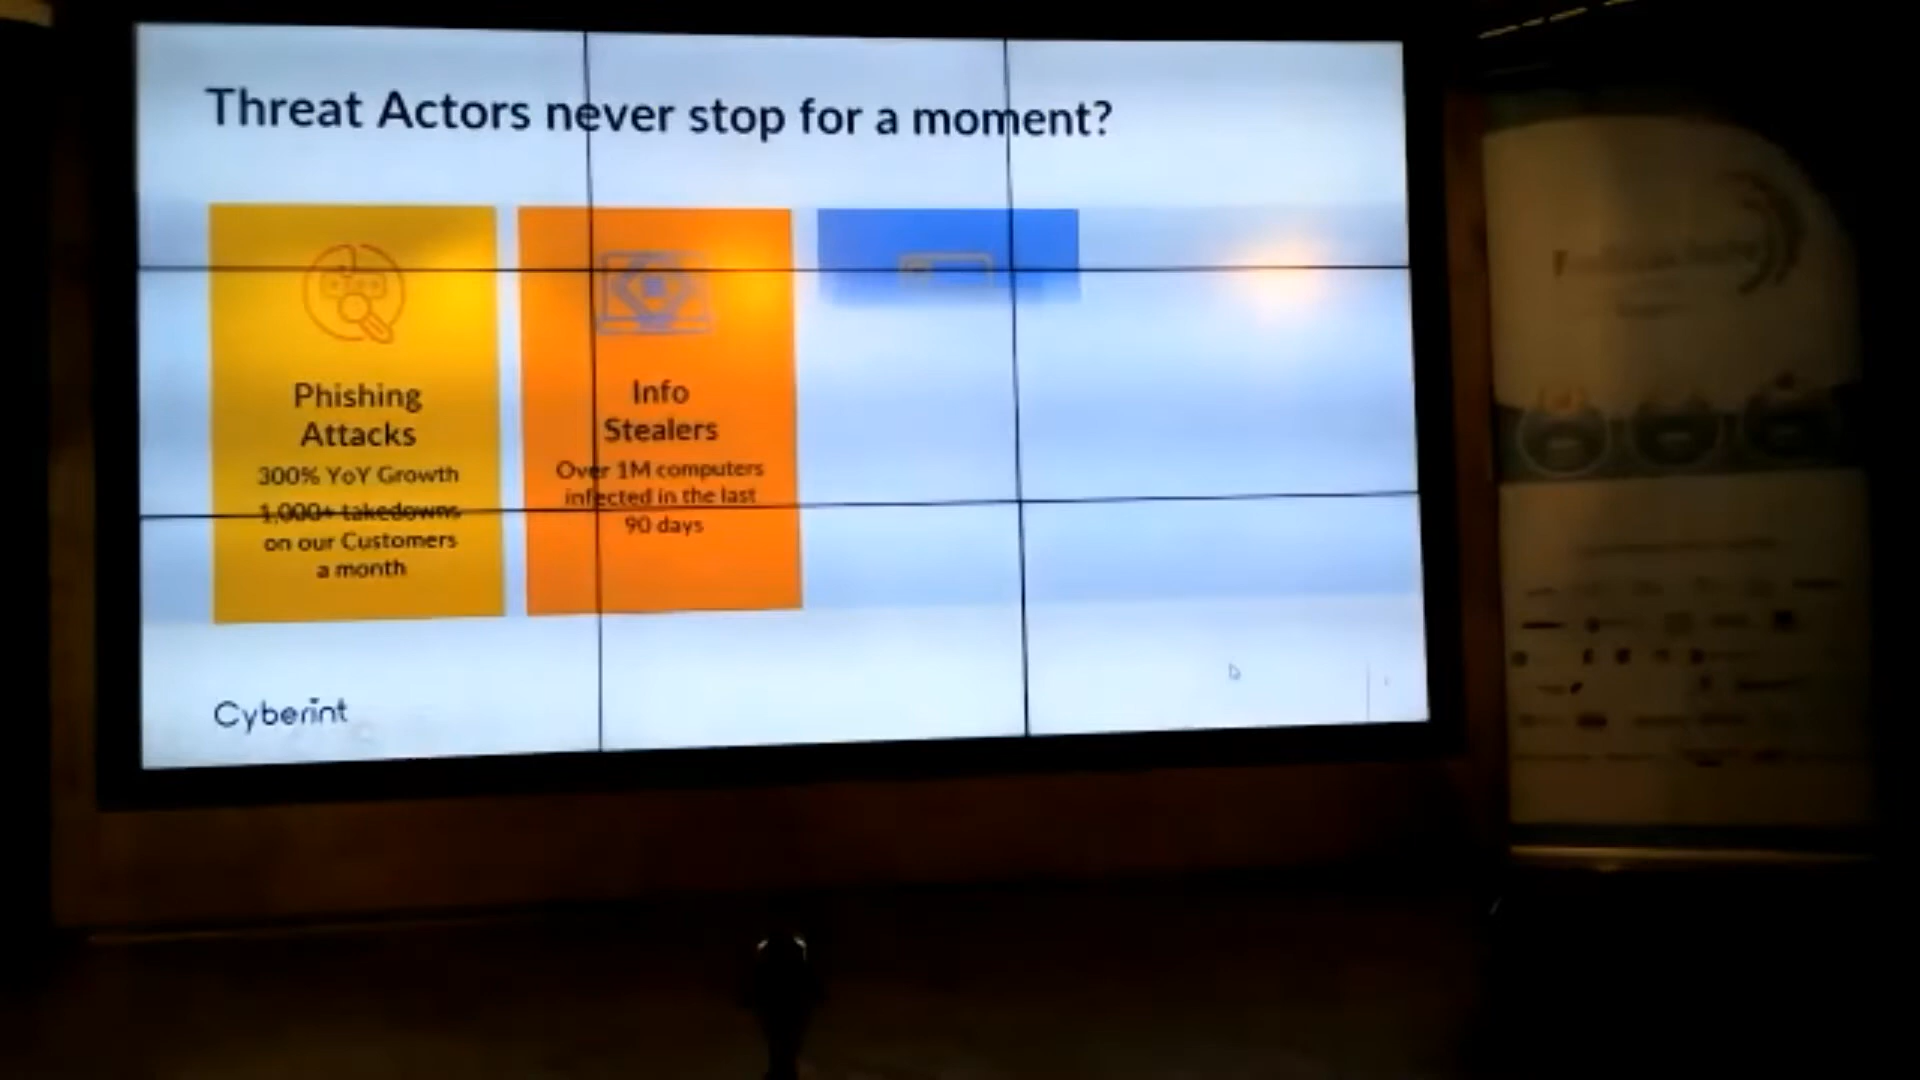 Threat Actors never stop for a moment?
Phishing
Attacks
300% YoY Growth
1,000+ takedowns
on our Customers
a month
Info
Stealers
Over 1M computers
infected in the last
90 days
Cyberint